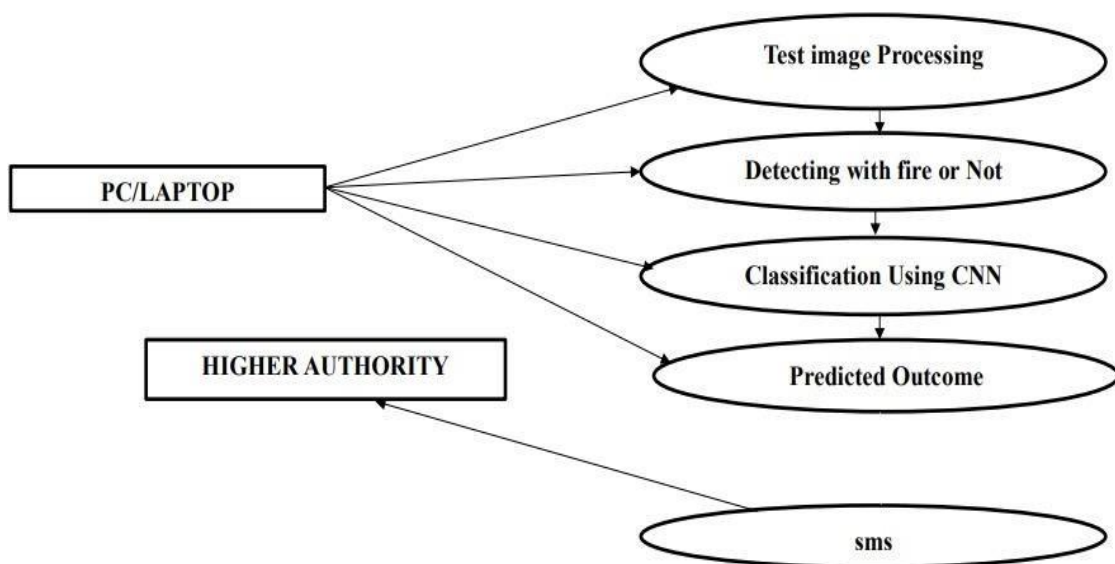 Test image Processing
Detecting with fire or Not
PC/LAPTOP
Classification Using CNN
HIGHER AUTHORITY
Predicted Outcome
sms